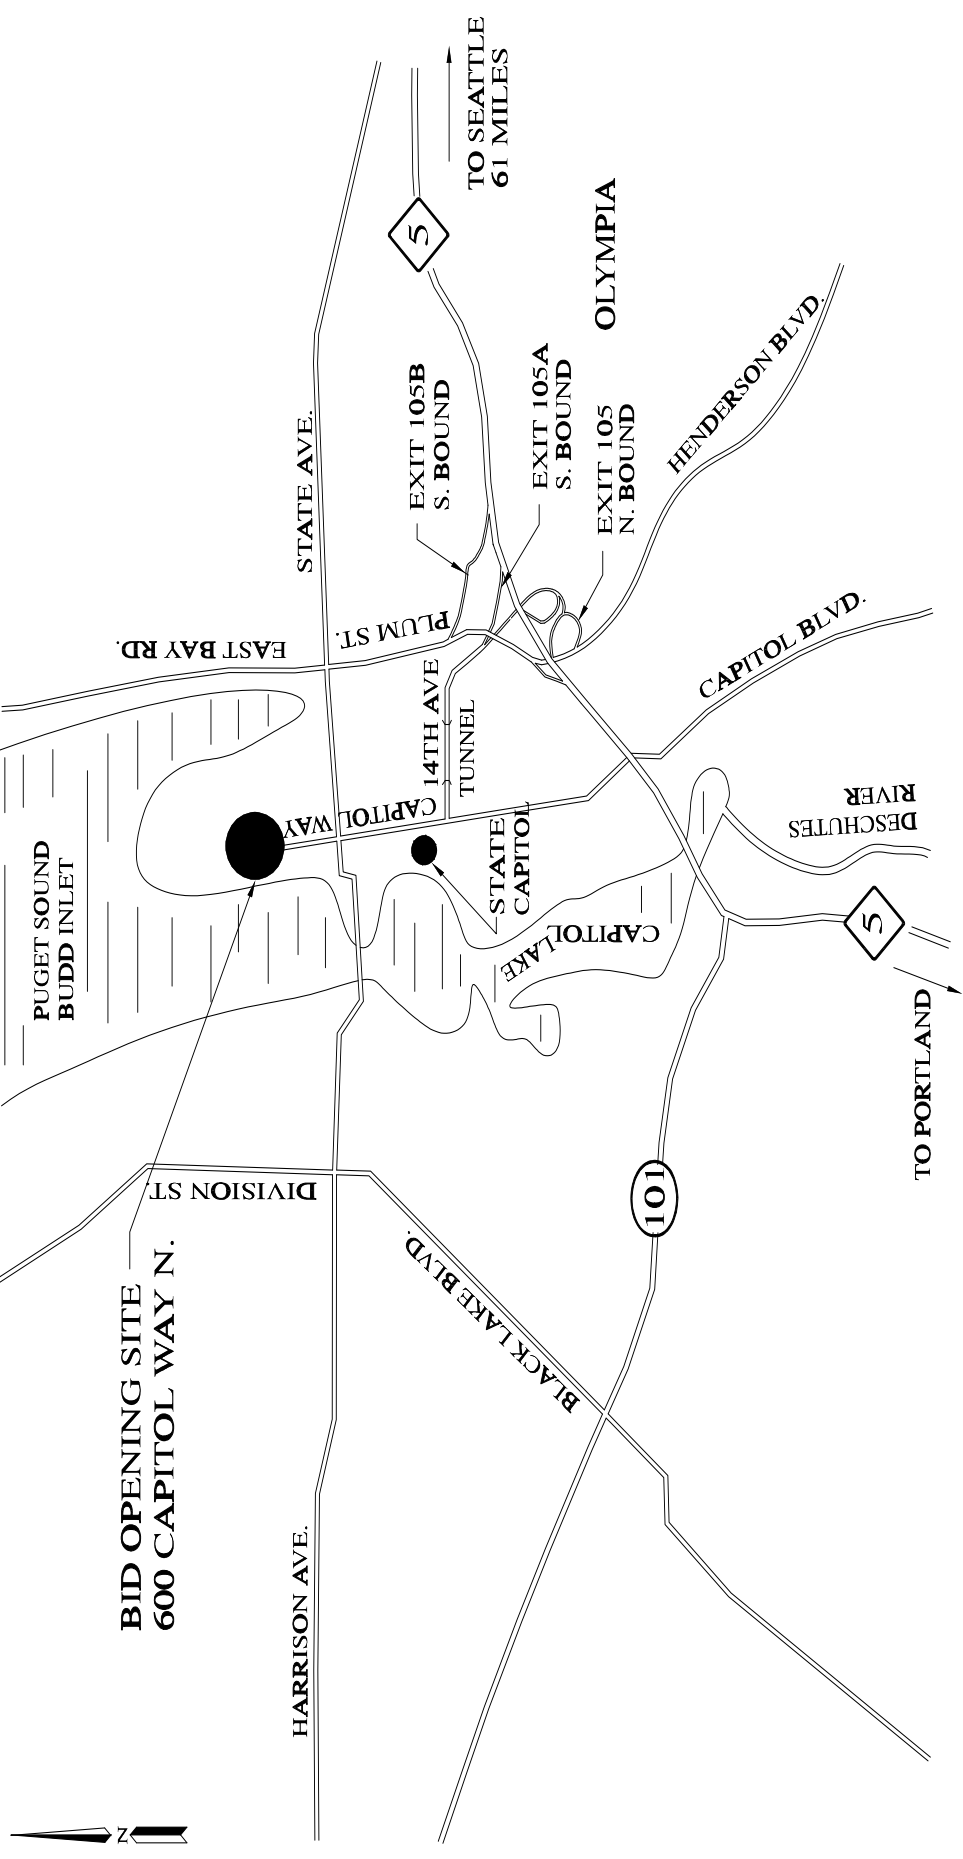 TO SEATTLE
61 MILES
5
OLYMPIA
HENDERSON BLVD.
EXIT 105B
S. BOUND
EXIT 105A
S. BOUND
EXIT 105
N. BOUND
STATE AVE.
EAST BAY RD.
PLUM ST.
14TH AVE
TUNNEL
CAPITOL BLVD.
CAPITOL WAY
STATE
CAPITOL
DESCHUTES
RIVER
PUGET SOUND
BUDD INLET
CAPITOL
LAKE
5
TO PORTLAND
101
DIVISION ST.
BLACK LAKE BLVD.
BID OPENING SITE
600 CAPITOL WAY N.
HARRISON AVE.
N